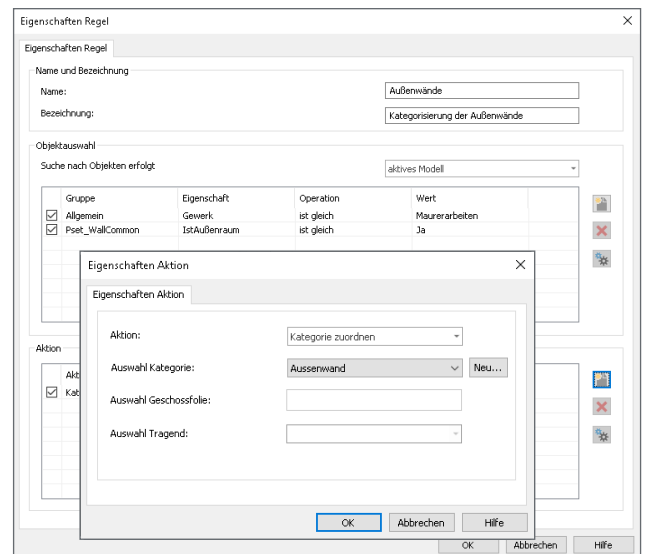 Eigenschaften Regel
Eigenschaften Regel
Name und Bezeichnung
Name: Außenwände
Bezeichnung: Kategorisierung der Außenwände
Objektauswahl
Suche nach Objekten erfolgt aktives Modell
Gruppe Eigenschaft Operation Wert
Allgemein Gewerk ist gleich Maurerarbeiten
Pset_WallCommon IstAußenraum ist gleich Ja
Eigenschaften Aktion
Eigenschaften Aktion
Aktion: Kategorie zuordnen
Auswahl Kategorie: Aussenwand Neu...
Auswahl Geschossfolie:
Auswahl Tragend:
OK Abbrechen Hilfe
Aktion
Akt
Kat
OK Abbrechen Hilfe